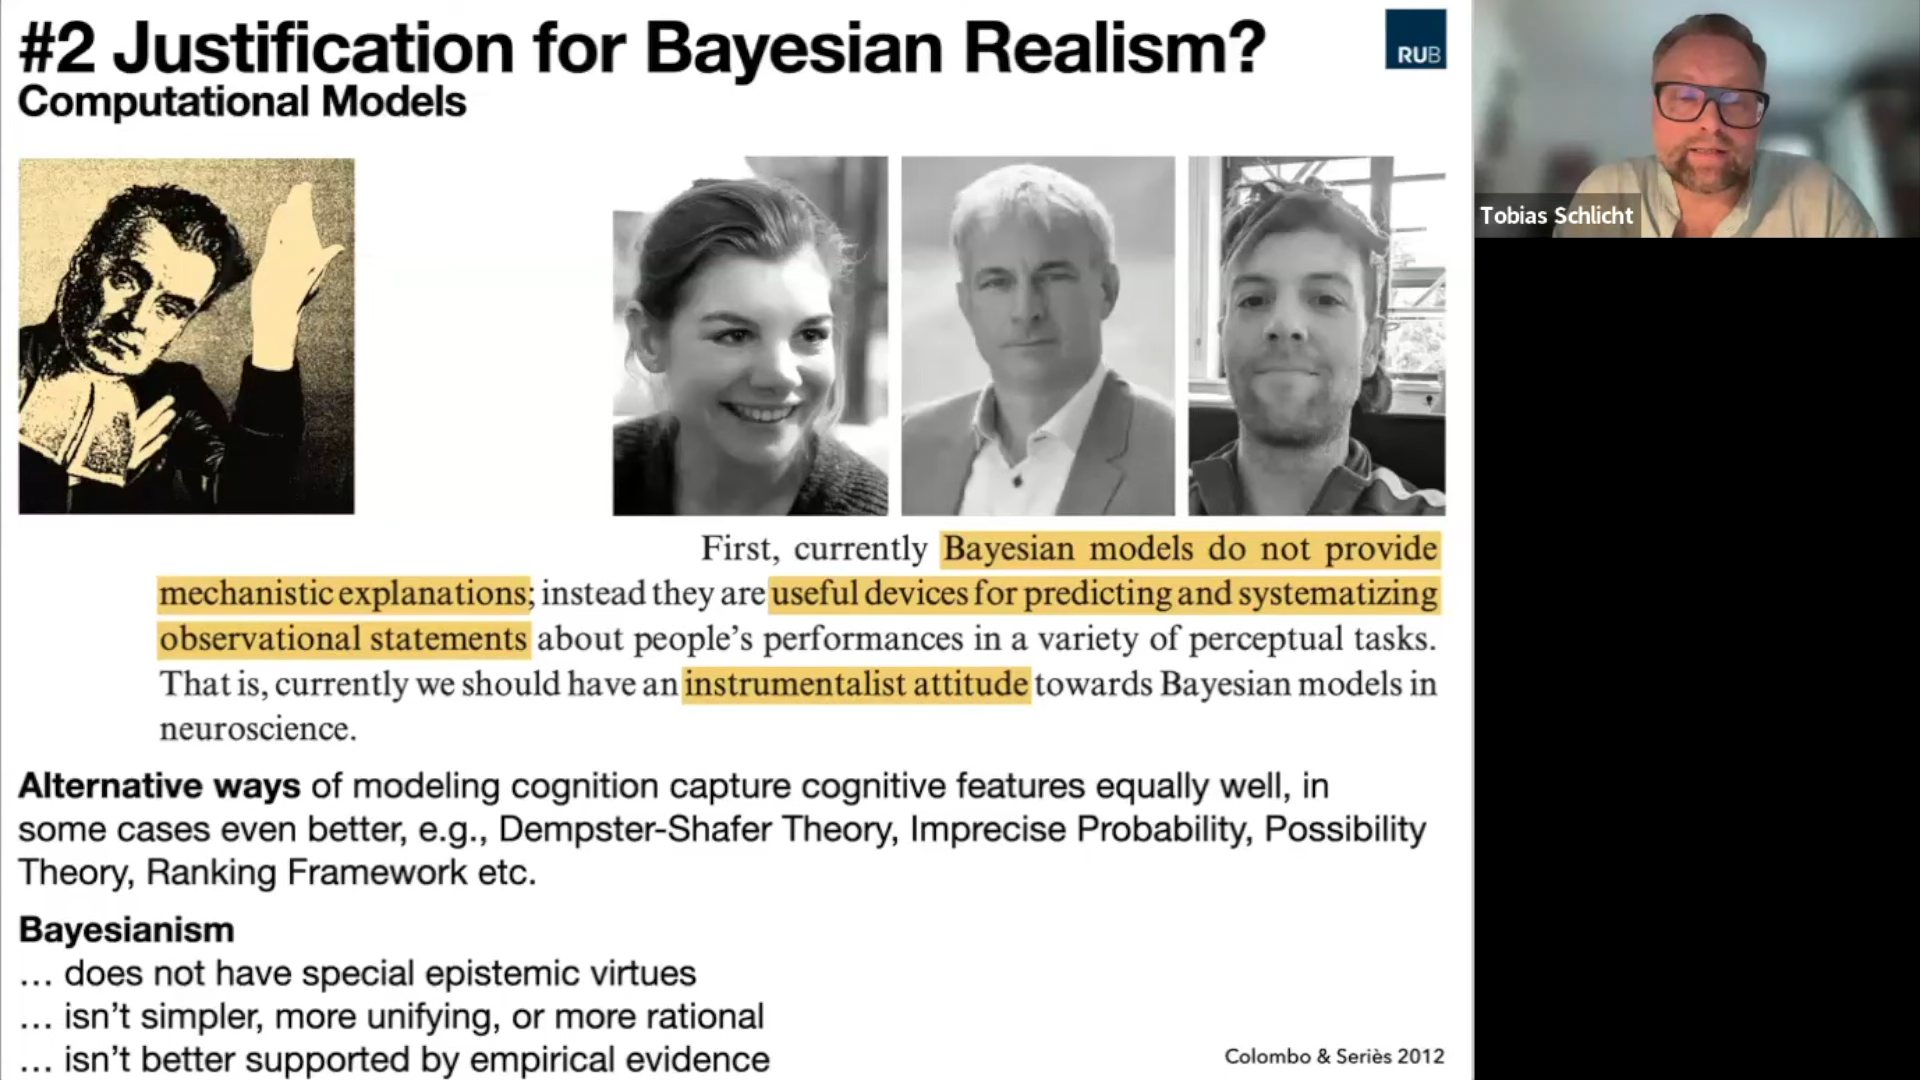 #2 Justification for Bayesian Realism?
Computational Models
RUB
Tobias Schlicht
First, currently Bayesian models do not provide
mechanistic explanations; instead they are useful devices for predicting and systematizing
observational statements about people's performances in a variety of perceptual tasks.
That is, currently we should have an instrumentalist attitude towards Bayesian models in
neuroscience.
Alternative ways of modeling cognition capture cognitive features equally well, in
some cases even better, e.g., Dempster-Shafer Theory, Imprecise Probability, Possibility
Theory, Ranking Framework etc.
Bayesianism
… does not have special epistemic virtues
… isn't simpler, more unifying, or more rational
… isn't better supported by empirical evidence
Colombo & Seriès 2012